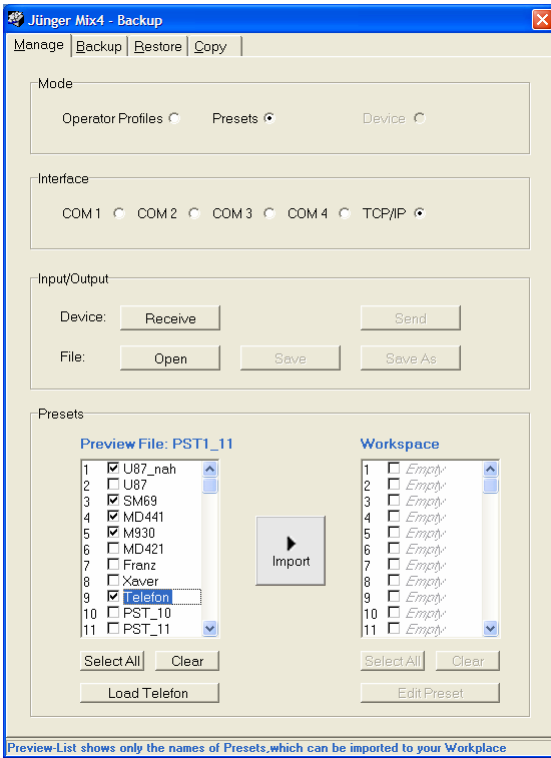 Jünger Mix4 - Backup
Manage Backup Restore Copy
Mode
Operator Profiles Presets Device
Interface
COM 1 COM 2 COM 3 COM 4 TCP/IP
Input/Output
Device: Receive Send
File: Open Save Save As
Presets
Preview File: PST1_11 Workspace
1 U87_nah 1 Empty
2 U87 2 Empty
3 SM69 3 Empty
4 MD441 4 Empty
5 M930 5 Empty
6 MD421 6 Empty
7 Franz 7 Empty
8 Xaver 8 Empty
9 Telefon 9 Empty
10 PST_10 10 Empty
11 PST_11 11 Empty
Import
Select All Clear Select All Clear
Load Telefon Edit Preset
Preview-List shows only the names of Presets,which can be imported to your Workplace